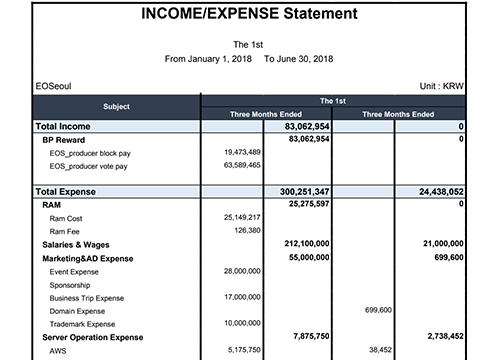 INCOME/EXPENSE Statement
The 1st
From January 1, 2018 To June 30, 2018
EOSeoul Unit : KRW
Subject The 1st
Three Months Ended Three Months Ended
Total Income 83,062,954 0
BP Reward 83,062,954 0
EOS_producer block pay 19,473,489
EOS_producer vote pay 63,589,465
Total Expense 300,251,347 24,438,052
RAM 25,275,597 0
Ram Cost 25,149,217
Ram Fee 126,380
Salaries & Wages 212,100,000 21,000,000
Marketing&AD Expense 55,000,000 699,600
Event Expense 28,000,000
Sponsorship
Business Trip Expense 17,000,000
Domain Expense 699,600
Trademark Expense 10,000,000
Server Operation Expense 7,875,750 2,738,452
AWS 5,175,750 38,452